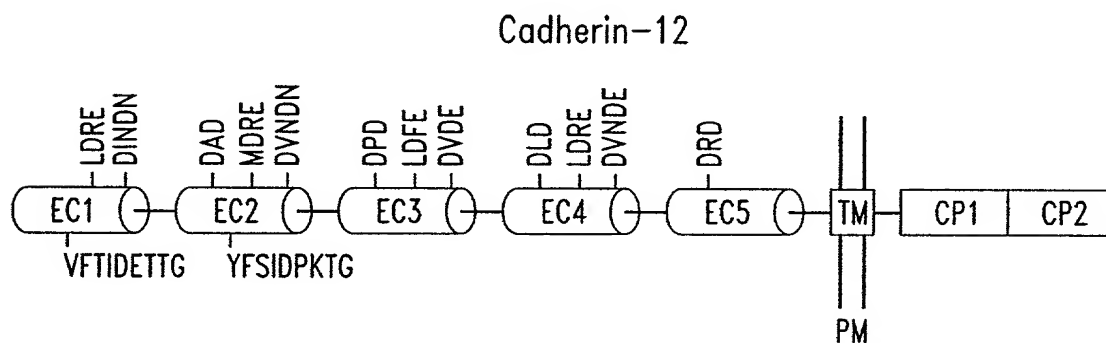 Cadherin-12
LDRE
DINDN
DAD
MDRE
DVNDN
DPD
LDFE
DVDE
DLD
LDRE
DVNDE
DRD
EC1
EC2
EC3
EC4
EC5
TM
CP1
CP2
VFTIDETTG
YFSIDPKTG
PM